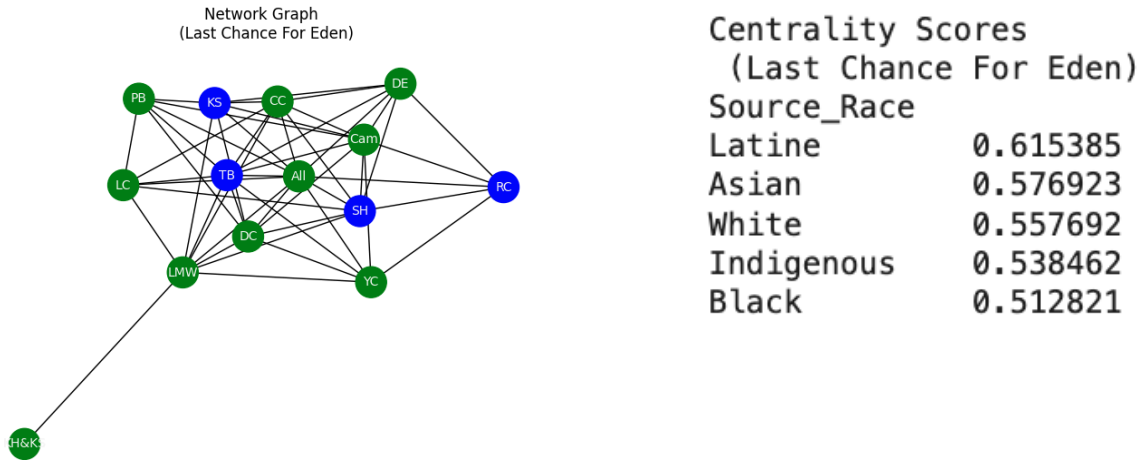 Network Graph
(Last Chance For Eden)
DE
PB
KS
CC
Cam
TB
All
LC
RC
SH
DC
LMW
YC
Centrality Scores
(Last Chance For Eden)
Source_Race
Latine 0.615385
Asian 0.576923
White 0.557692
Indigenous 0.538462
Black 0.512821